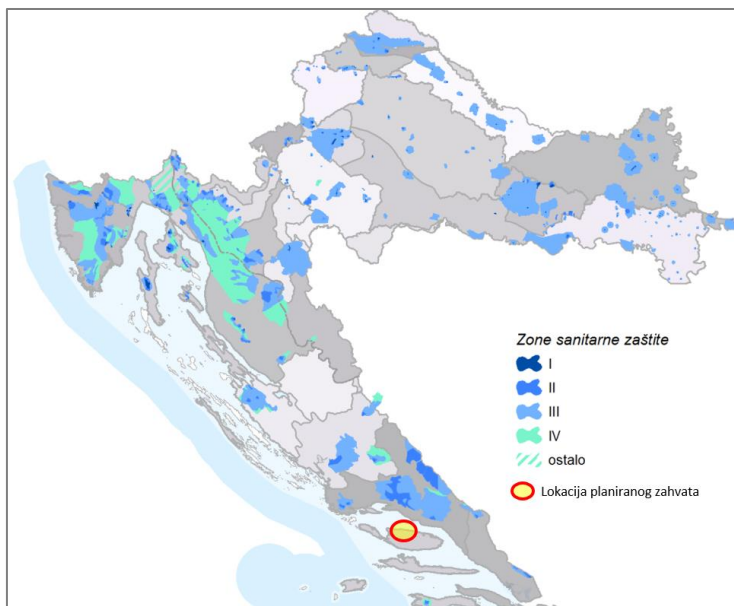 Zone sanitarne zaštite
I
II
III
IV
ostalo
Lokacija planiranog zahvata